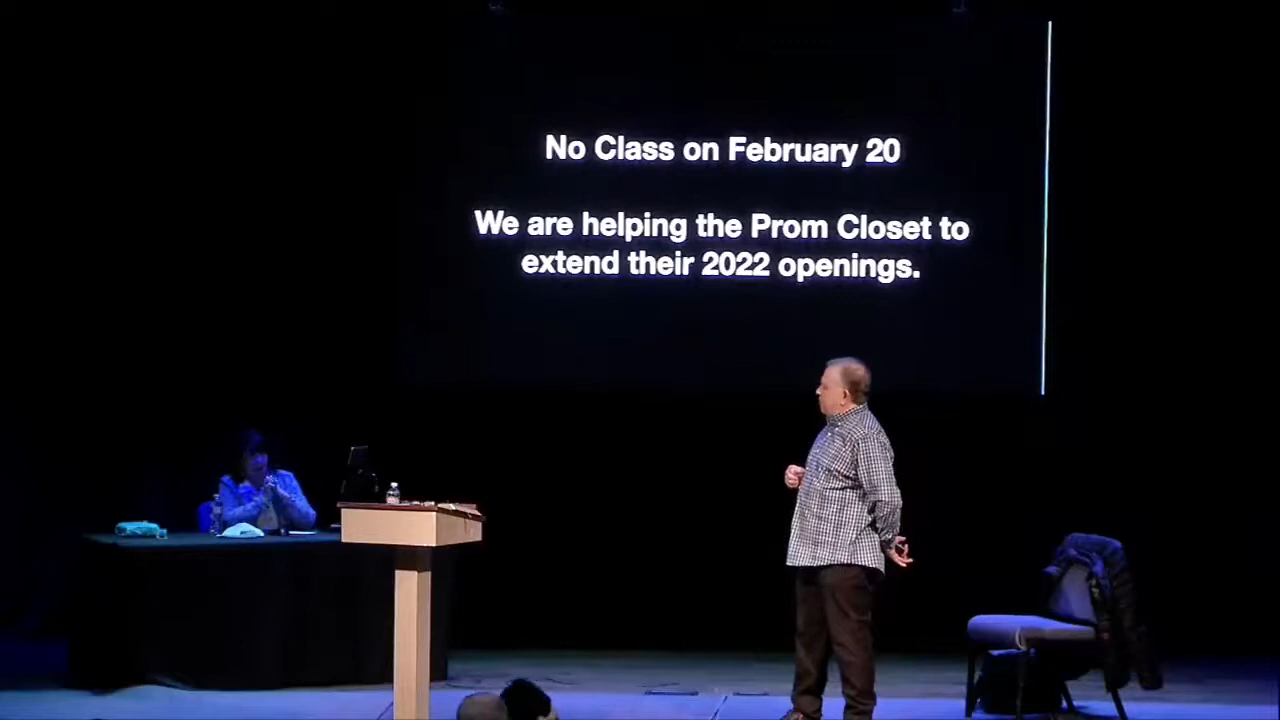 No Class on February 20
We are helping the Prom Closet to
extend their 2022 openings.